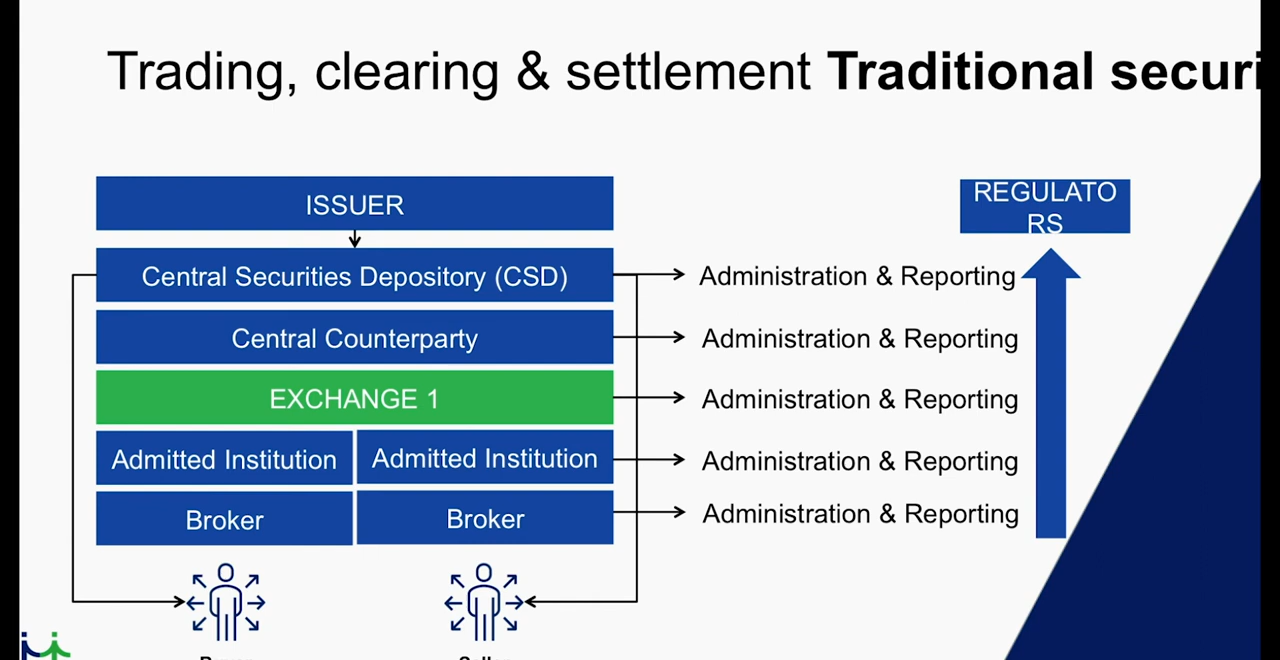 Trading, clearing & settlement Traditional securi
ISSUER
REGULATO
RS
Central Securities Depository (CSD)
Administration & Reporting
Central Counterparty
Administration & Reporting
EXCHANGE 1
Administration & Reporting
Admitted Institution
Admitted Institution
Administration & Reporting
Broker
Broker
Administration & Reporting